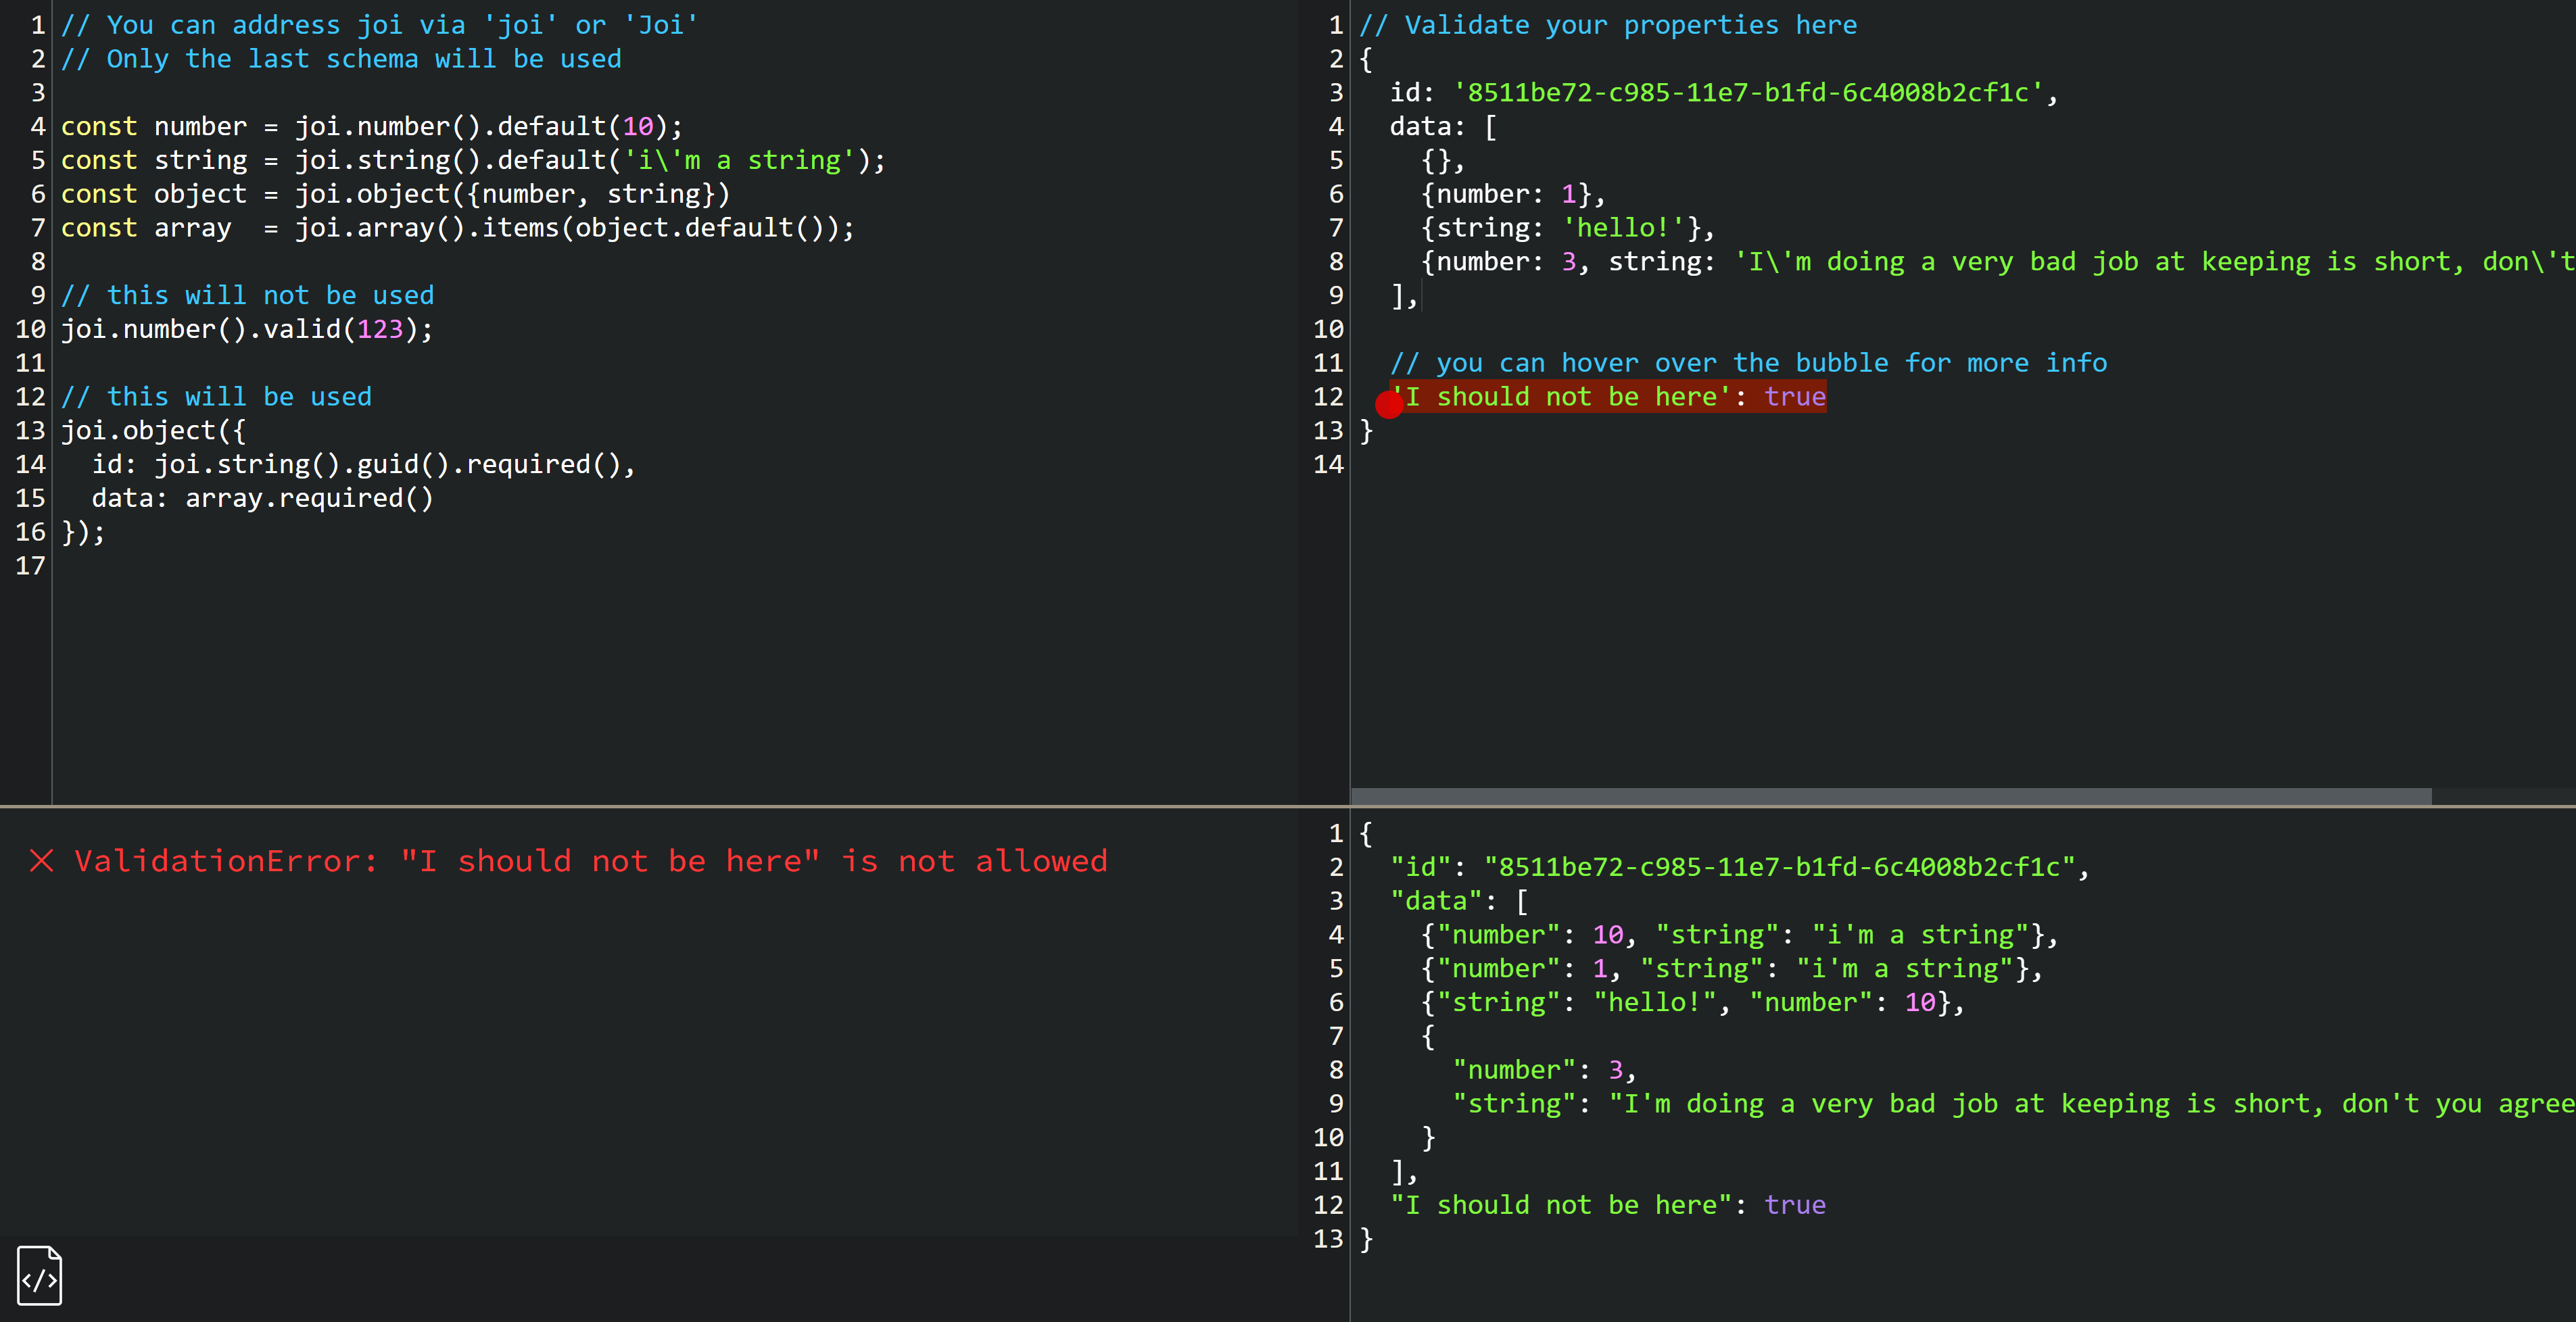 1 // You can address joi via 'joi' or 'Joi'
2 // Only the last schema will be used
3
4 const number = joi.number().default(10);
5 const string = joi.string().default('i\'m a string');
6 const object = joi.object({number, string})
7 const array  = joi.array().items(object.default());
8
9 // this will not be used
10 joi.number().valid(123);
11
12 // this will be used
13 joi.object({
14   id: joi.string().guid().required(),
15   data: array.required()
16 });
17
1 // Validate your properties here
2 {
3   id: '8511be72-c985-11e7-b1fd-6c4008b2cf1c',
4   data: [
5     {},
6     {number: 1},
7     {string: 'hello!'},
8     {number: 3, string: 'I\'m doing a very bad job at keeping is short, don\'t
9   ],
10
11   // you can hover over the bubble for more info
12   'I should not be here': true
13 }
14
× ValidationError: "I should not be here" is not allowed
</>
1 {
2   "id": "8511be72-c985-11e7-b1fd-6c4008b2cf1c",
3   "data": [
4     {"number": 10, "string": "i'm a string"},
5     {"number": 1, "string": "i'm a string"},
6     {"string": "hello!", "number": 10},
7     {
8       "number": 3,
9       "string": "I'm doing a very bad job at keeping is short, don't you agree
10     }
11   ],
12   "I should not be here": true
13 }